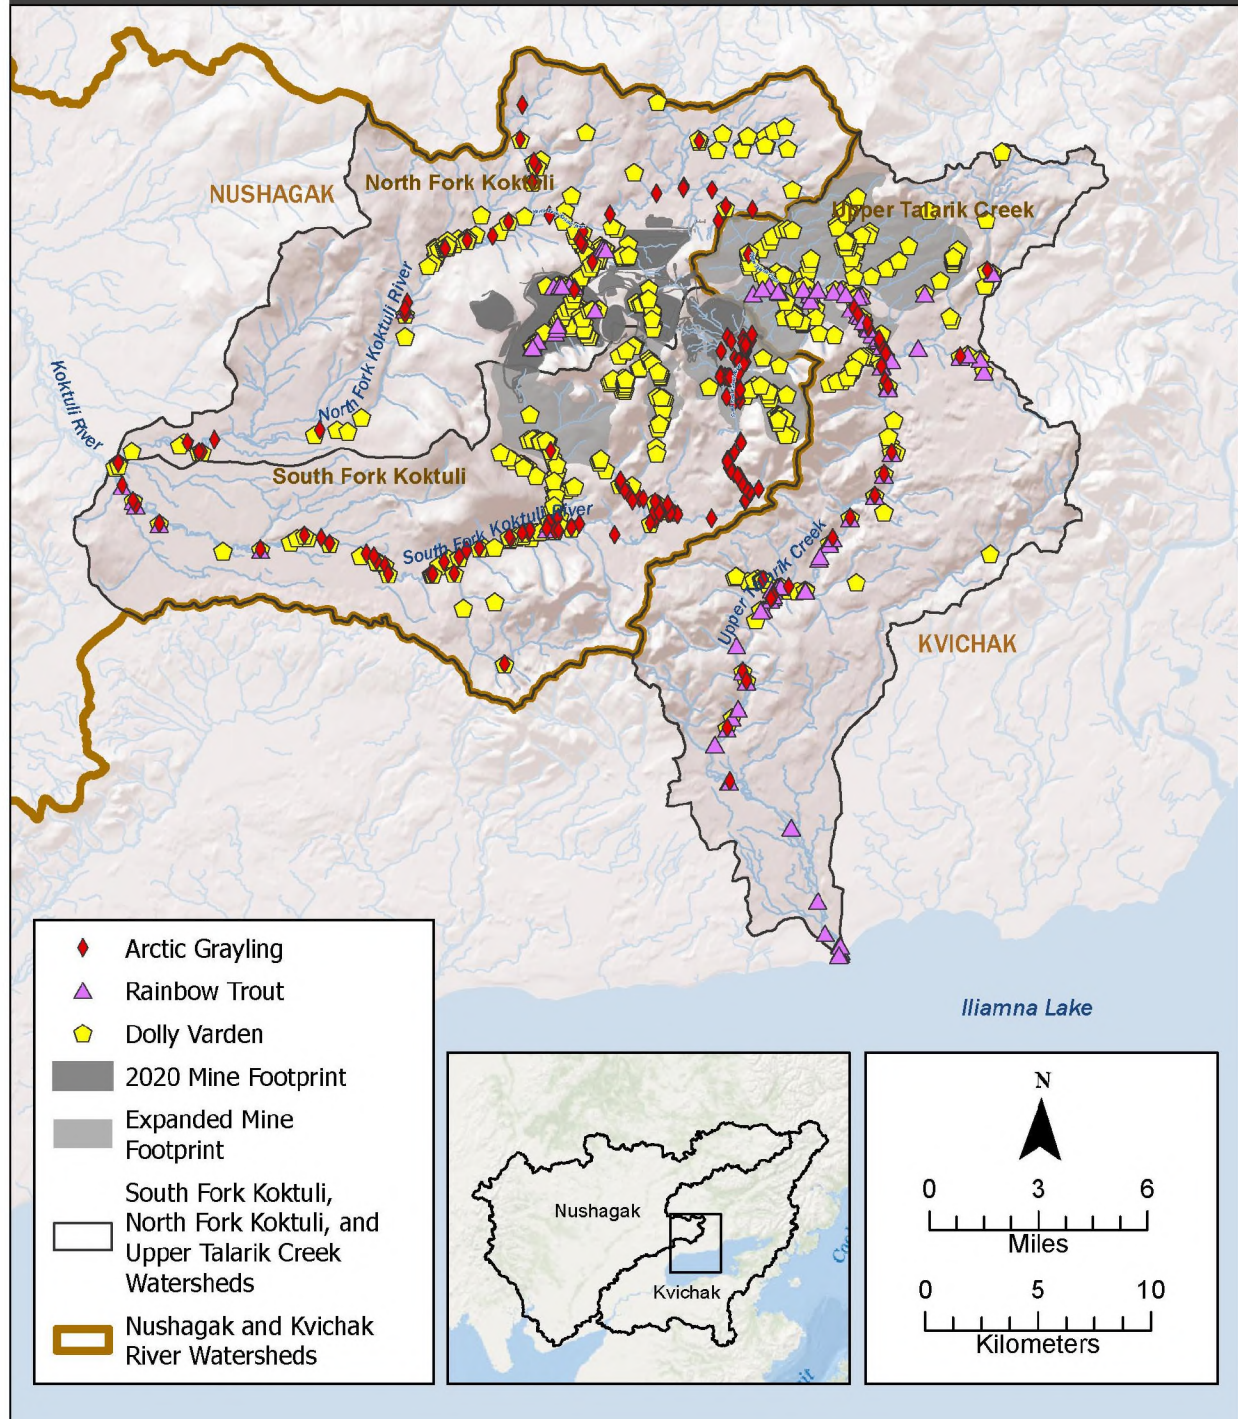 NUSHAGAK
North Fork Koktuli
Upper Talarik Creek
North Fork Koktuli River
Koktuli River
South Fork Koktuli
South Fork Koktuli River
Upper Talarik Creek
KVICHAK
Iliamna Lake
Arctic Grayling
Rainbow Trout
Dolly Varden
2020 Mine Footprint
Expanded Mine
Footprint
South Fork Koktuli,
North Fork Koktuli, and
Upper Talarik Creek
Watersheds
Nushagak and Kvichak
River Watersheds
Nushagak
Kvichak
N
0 3 6
Miles
0 5 10
Kilometers